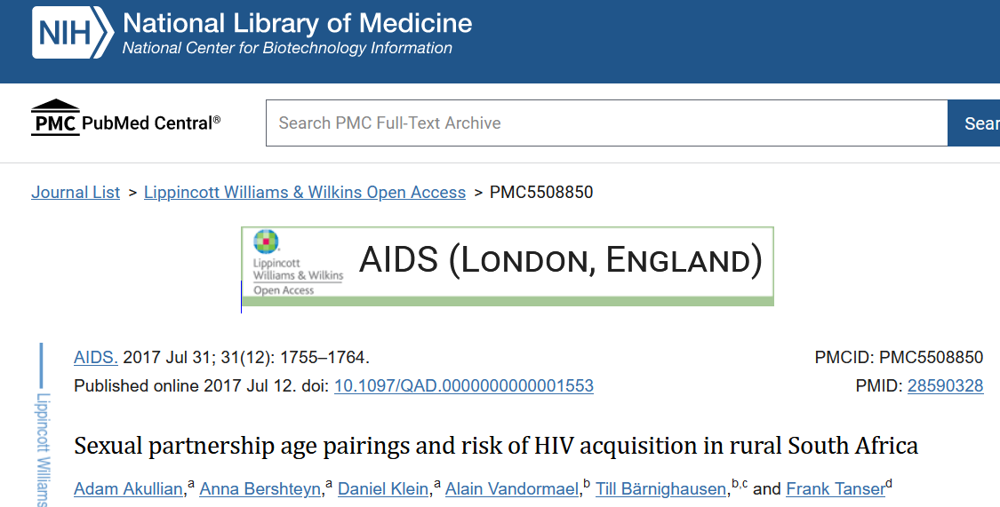 NIH National Library of Medicine
National Center for Biotechnology Information
PMC PubMed Central®
Search PMC Full-Text Archive
Sear
Journal List > Lippincott Williams & Wilkins Open Access > PMC5508850
Lippincott
Williams & Wilkins
Open Access
AIDS (London, England)
AIDS. 2017 Jul 31; 31(12): 1755–1764.
PMCID: PMC5508850
Published online 2017 Jul 12. doi: 10.1097/QAD.0000000000001553
PMID: 28590328
Lippincott Williams
Sexual partnership age pairings and risk of HIV acquisition in rural South Africa
Adam Akullian,a Anna Bershteyn,a Daniel Klein,a Alain Vandormael,b Till Bärnighausen,b,c and Frank Tanserd